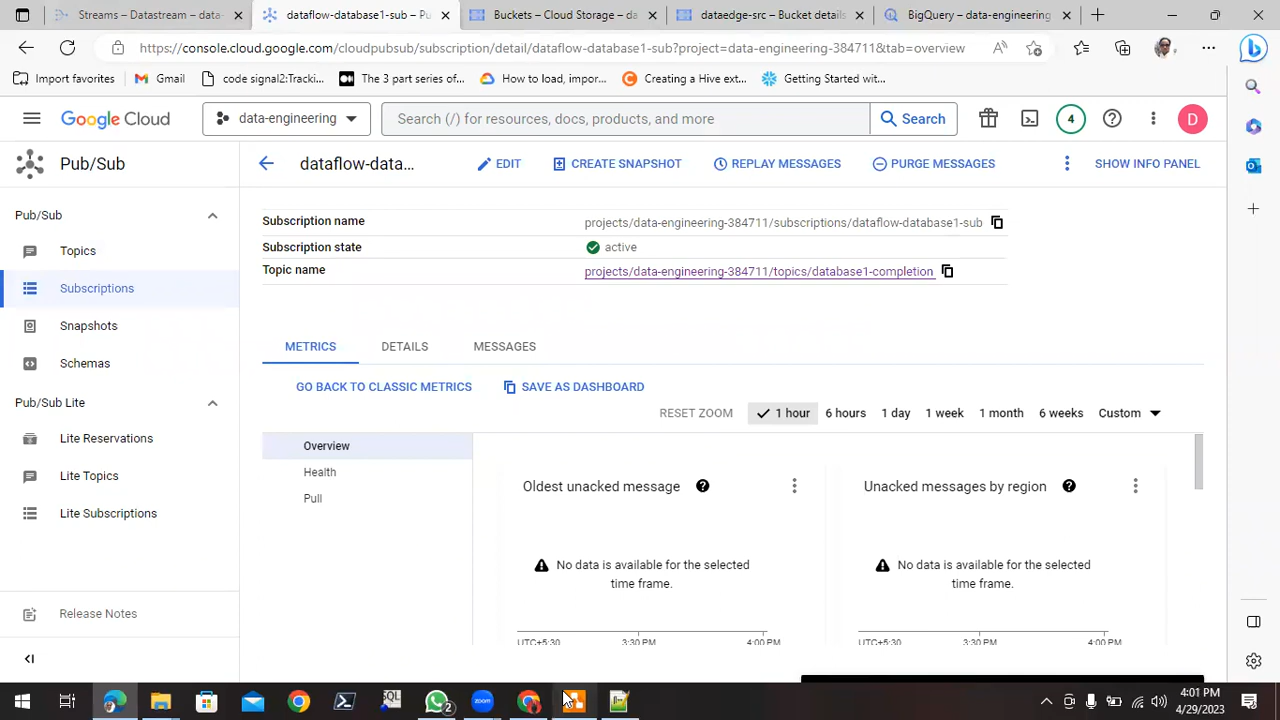 Streams – Datastream – data-
dataflow-database1-sub – Pu
Buckets – Cloud Storage – da
dataedge-src – Bucket details
BigQuery – data-engineering
https://console.cloud.google.com/cloudpubsub/subscription/detail/dataflow-database1-sub?project=data-engineering-384711&tab=overview
Import favorites
Gmail
code signal2:Tracki...
The 3 part series of...
How to load, impor...
Creating a Hive ext...
Getting Started wit...
Google Cloud
data-engineering
Search (/) for resources, docs, products, and more
Search
4
D
Pub/Sub
dataflow-data...
EDIT
CREATE SNAPSHOT
REPLAY MESSAGES
PURGE MESSAGES
SHOW INFO PANEL
Pub/Sub
Topics
Subscriptions
Snapshots
Schemas
Pub/Sub Lite
Lite Reservations
Lite Topics
Lite Subscriptions
Release Notes
Subscription name
projects/data-engineering-384711/subscriptions/dataflow-database1-sub
Subscription state
active
Topic name
projects/data-engineering-384711/topics/database1-completion
METRICS
DETAILS
MESSAGES
GO BACK TO CLASSIC METRICS
SAVE AS DASHBOARD
RESET ZOOM
1 hour
6 hours
1 day
1 week
1 month
6 weeks
Custom
Overview
Health
Pull
Oldest unacked message
No data is available for the selected
time frame.
UTC+5:30
3:30 PM
4:00 PM
Unacked messages by region
No data is available for the selected
time frame.
UTC+5:30
3:30 PM
4:00 PM
SQL
2
zoom
4:01 PM
4/29/2023